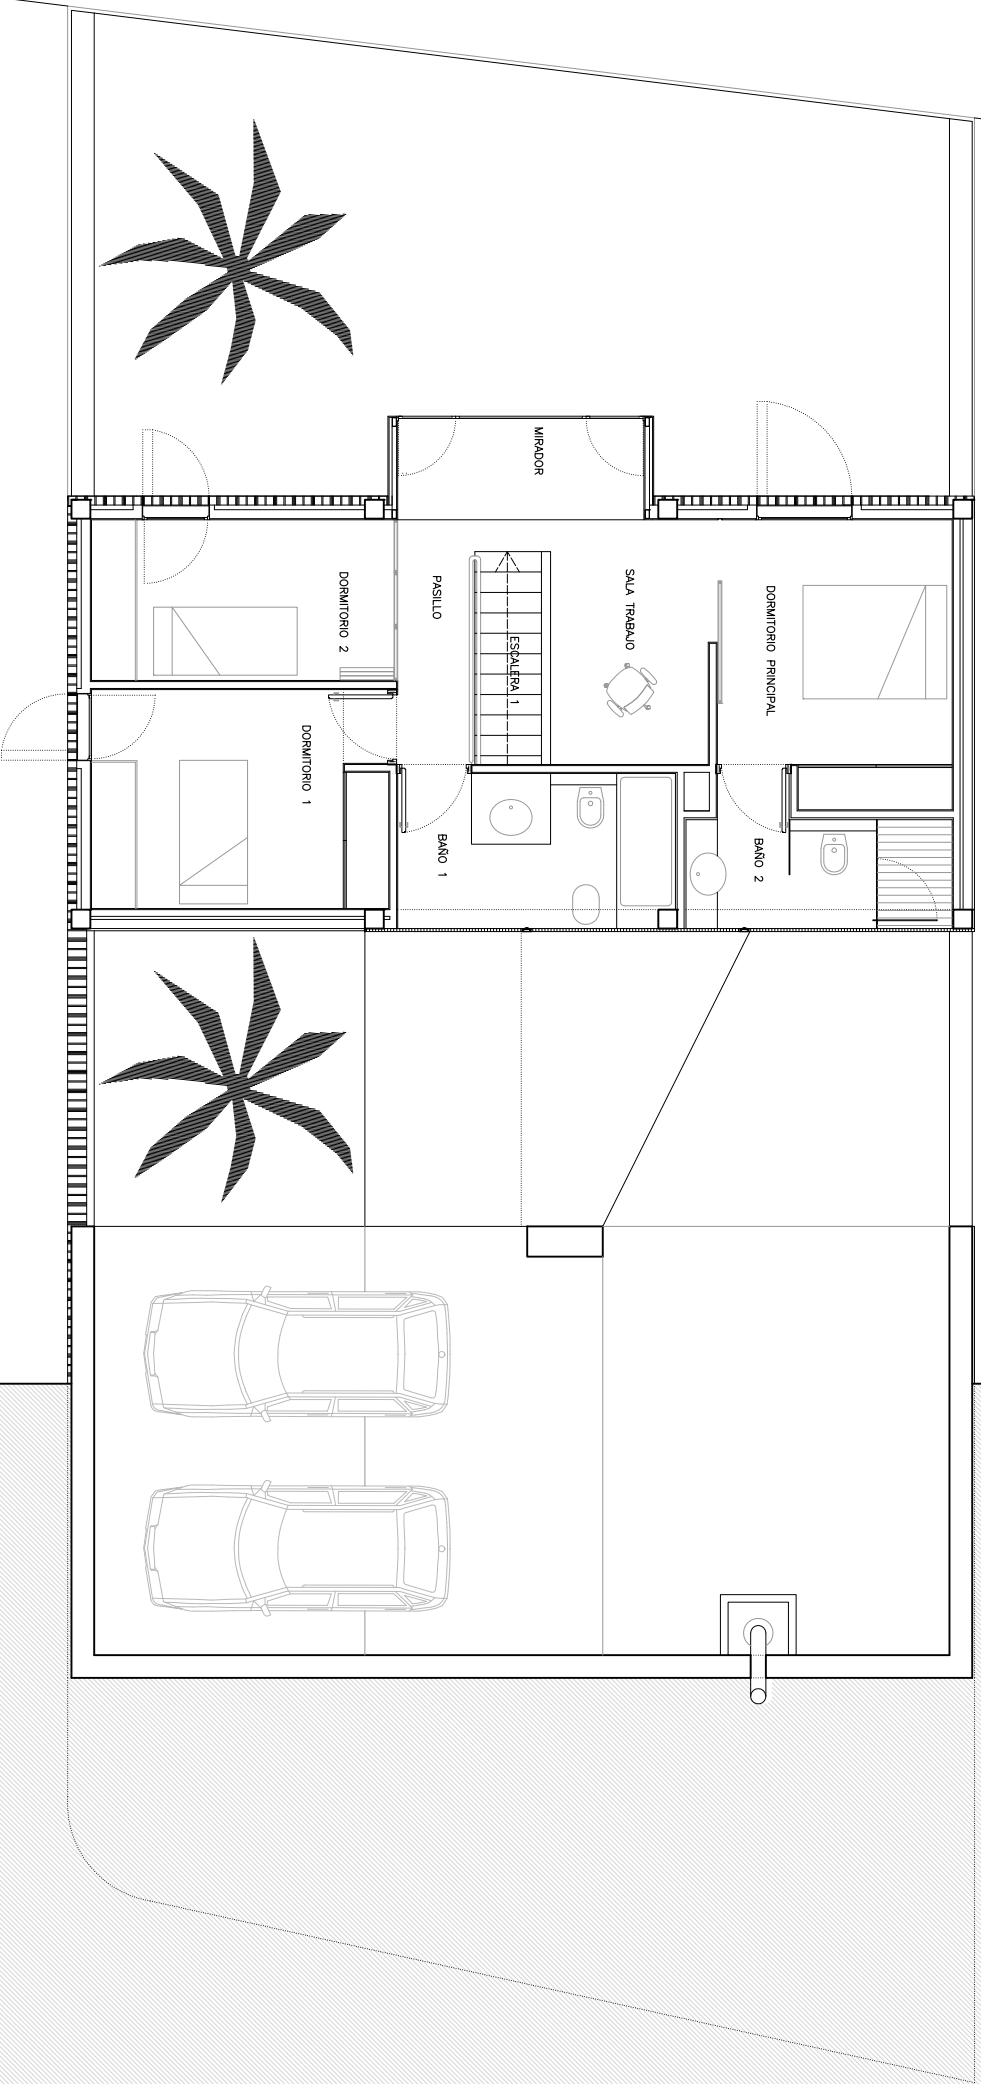 MIRADOR
DORMITORIO 2
PASILLO
ESCALERA 1
SALA TRABAJO
DORMITORIO PRINCIPAL
DORMITORIO 1
BAÑO 1
BAÑO 2